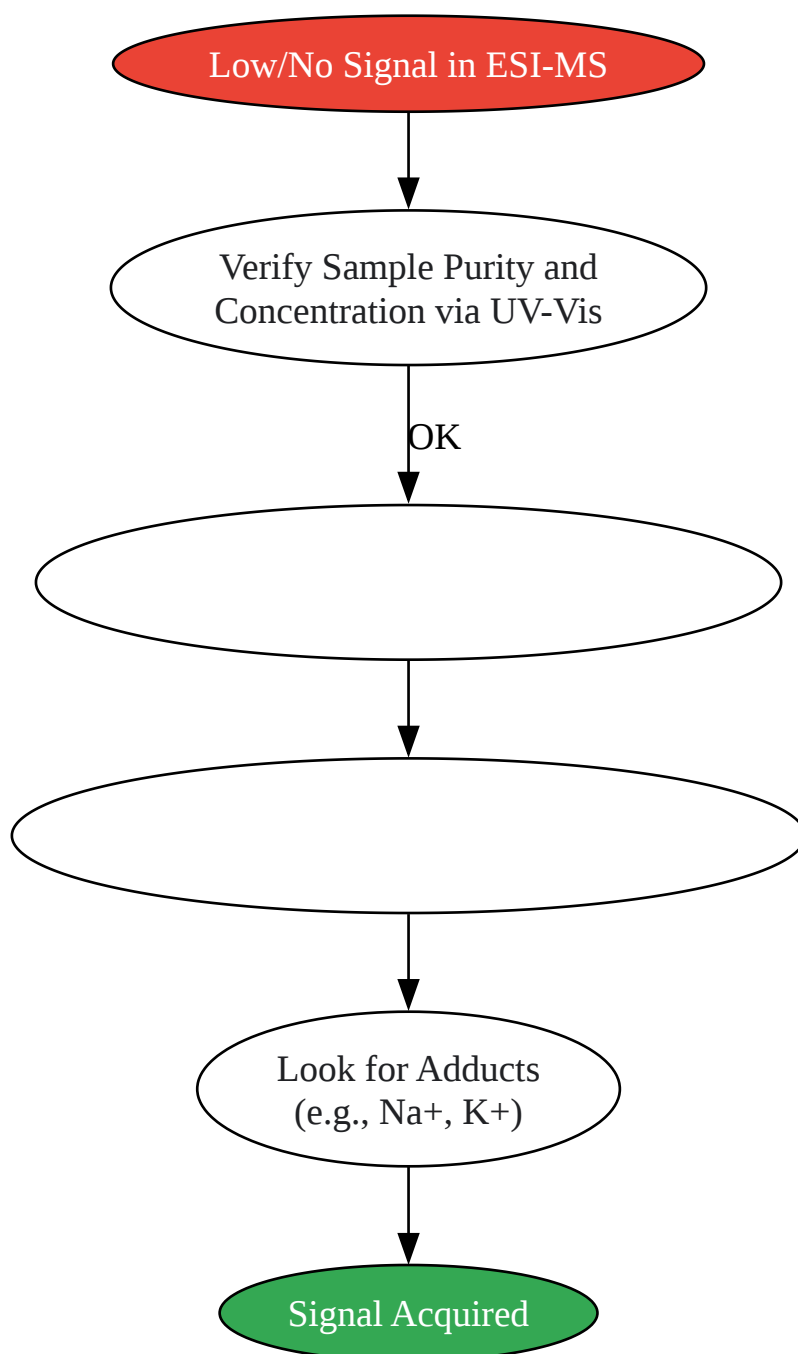 Low/No Signal in ESI-MS
Verify Sample Purity and
Concentration via UV-Vis
OK
Look for Adducts
(e.g., Na+, K+)
Signal Acquired